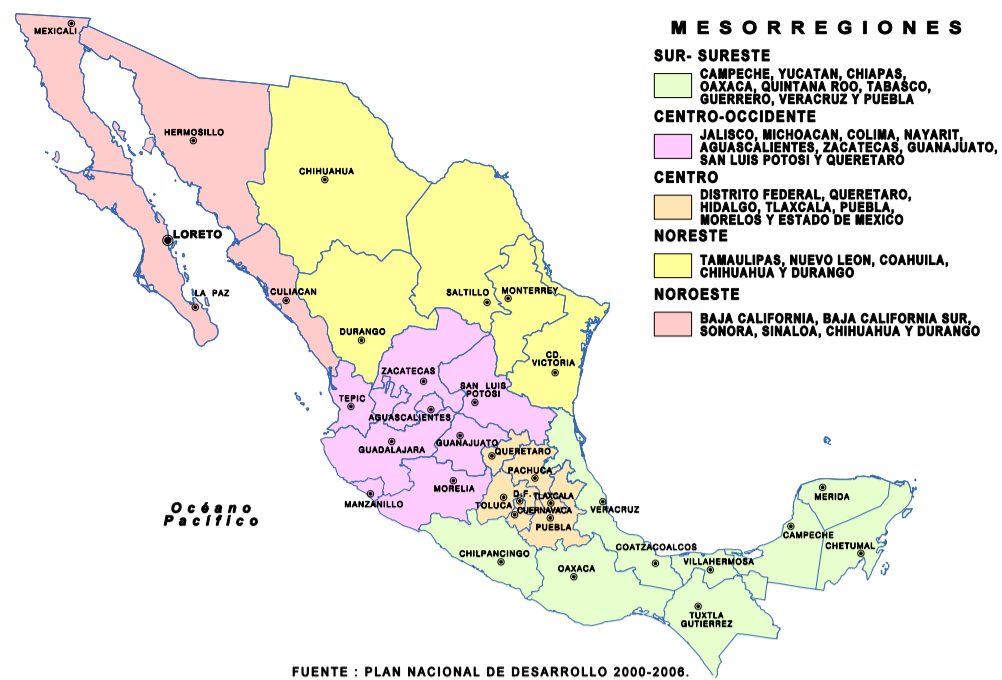 MESORREGIONES
SUR- SURESTE
CAMPECHE, YUCATAN, CHIAPAS,
OAXACA, QUINTANA ROO, TABASCO,
GUERRERO, VERACRUZ Y PUEBLA
CENTRO-OCCIDENTE
JALISCO, MICHOACAN, COLIMA, NAYARIT,
AGUASCALIENTES, ZACATECAS, GUANAJUATO,
SAN LUIS POTOSI Y QUERETARO
CENTRO
DISTRITO FEDERAL, QUERETARO,
HIDALGO, TLAXCALA, PUEBLA,
MORELOS Y ESTADO DE MEXICO
NORESTE
TAMAULIPAS, NUEVO LEON, COAHUILA,
CHIHUAHUA Y DURANGO
NOROESTE
BAJA CALIFORNIA, BAJA CALIFORNIA SUR,
SONORA, SINALOA, CHIHUAHUA Y DURANGO
MEXICALI
HERMOSILLO
CHIHUAHUA
LORETO
LA PAZ
CULIACAN
SALTILLO
MONTERREY
DURANGO
CD.
VICTORIA
ZACATECAS
SAN LUIS
POTOSI
TEPIC
AGUASCALIENTES
GUADALAJARA
GUANAJUATO
QUERETARO
PACHUCA
MORELIA
MANZANILLO
TOLUCA
D.F.
TLAXCALA
CUERNAVACA
PUEBLA
VERACRUZ
MERIDA
CAMPECHE
CHETUMAL
COATZACOALCOS
VILLAHERMOSA
CHILPANCINGO
OAXACA
TUXTLA
GUTIERREZ
Océano
Pacífico
FUENTE : PLAN NACIONAL DE DESARROLLO 2000-2006.